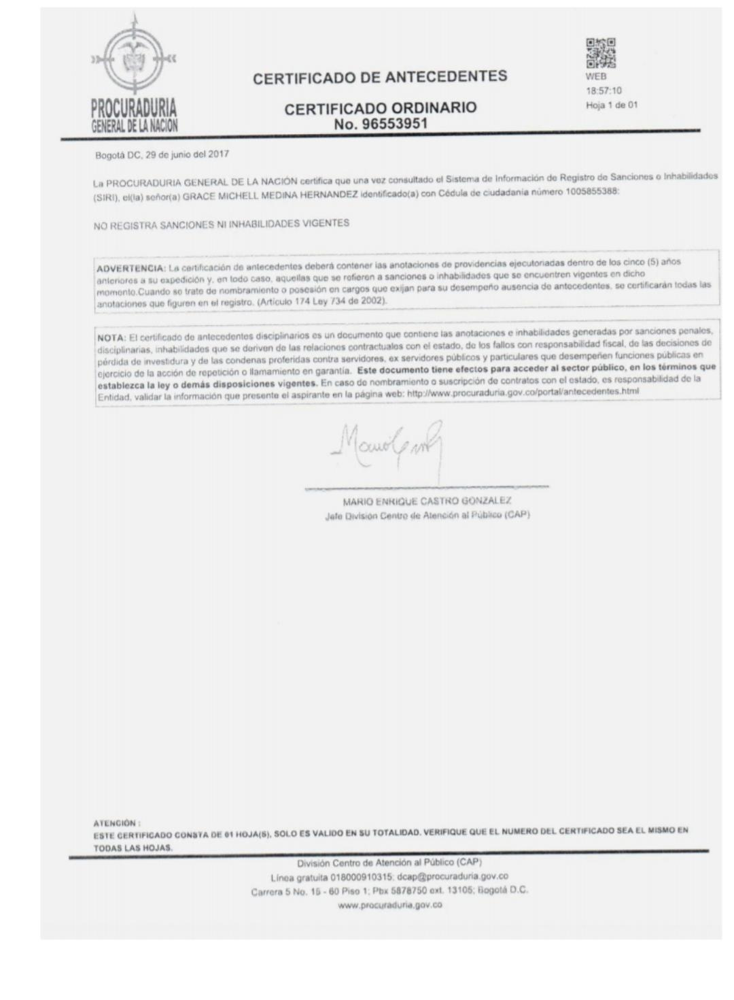 PROCURADURIA
GENERAL DE LA NACION
CERTIFICADO DE ANTECEDENTES
CERTIFICADO ORDINARIO
No. 96553951
WEB
18:57:10
Hoja 1 de 01
Bogotá DC, 29 de junio del 2017
La PROCURADURIA GENERAL DE LA NACIÓN certifica que una vez consultado el Sistema de Información de Registro de Sanciones e Inhabilidades
(SIRI), el(la) señor(a) GRACE MICHELL MEDINA HERNANDEZ identificado(a) con Cédula de ciudadanía número 1005855388:
NO REGISTRA SANCIONES NI INHABILIDADES VIGENTES
ADVERTENCIA: La certificación de antecedentes deberá contener las anotaciones de providencias ejecutoriadas dentro de los cinco (5) años
anteriores a su expedición y, en todo caso, aquellas que se refieren a sanciones o inhabilidades que se encuentren vigentes en dicho
momento.Cuando se trate de nombramiento o posesión en cargos que exijan para su desempeño ausencia de antecedentes, se certificarán todas las
anotaciones que figuren en el registro. (Artículo 174 Ley 734 de 2002).
NOTA: El certificado de antecedentes disciplinarios es un documento que contiene las anotaciones e inhabilidades generadas por sanciones penales,
disciplinarias, inhabilidades que se deriven de las relaciones contractuales con el estado, de los fallos con responsabilidad fiscal, de las decisiones de
pérdida de investidura y de las condenas proferidas contra servidores, ex servidores públicos y particulares que desempeñen funciones públicas en
ejercicio de la acción de repetición o llamamiento en garantía. Este documento tiene efectos para acceder al sector público, en los términos que
establezca la ley o demás disposiciones vigentes. En caso de nombramiento o suscripción de contratos con el estado, es responsabilidad de la
Entidad, validar la información que presente el aspirante en la página web: http://www.procuraduria.gov.co/portal/antecedentes.html
MARIO ENRIQUE CASTRO GONZALEZ
Jefe División Centro de Atención al Público (CAP)
ATENCIÓN :
ESTE CERTIFICADO CONSTA DE 01 HOJA(S), SOLO ES VALIDO EN SU TOTALIDAD. VERIFIQUE QUE EL NUMERO DEL CERTIFICADO SEA EL MISMO EN
TODAS LAS HOJAS.
División Centro de Atención al Público (CAP)
Línea gratuita 018000910315; dcap@procuraduria.gov.co
Carrera 5 No. 15 - 60 Piso 1; Pbx 5878750 ext. 13105; Bogotá D.C.
www.procuraduria.gov.co